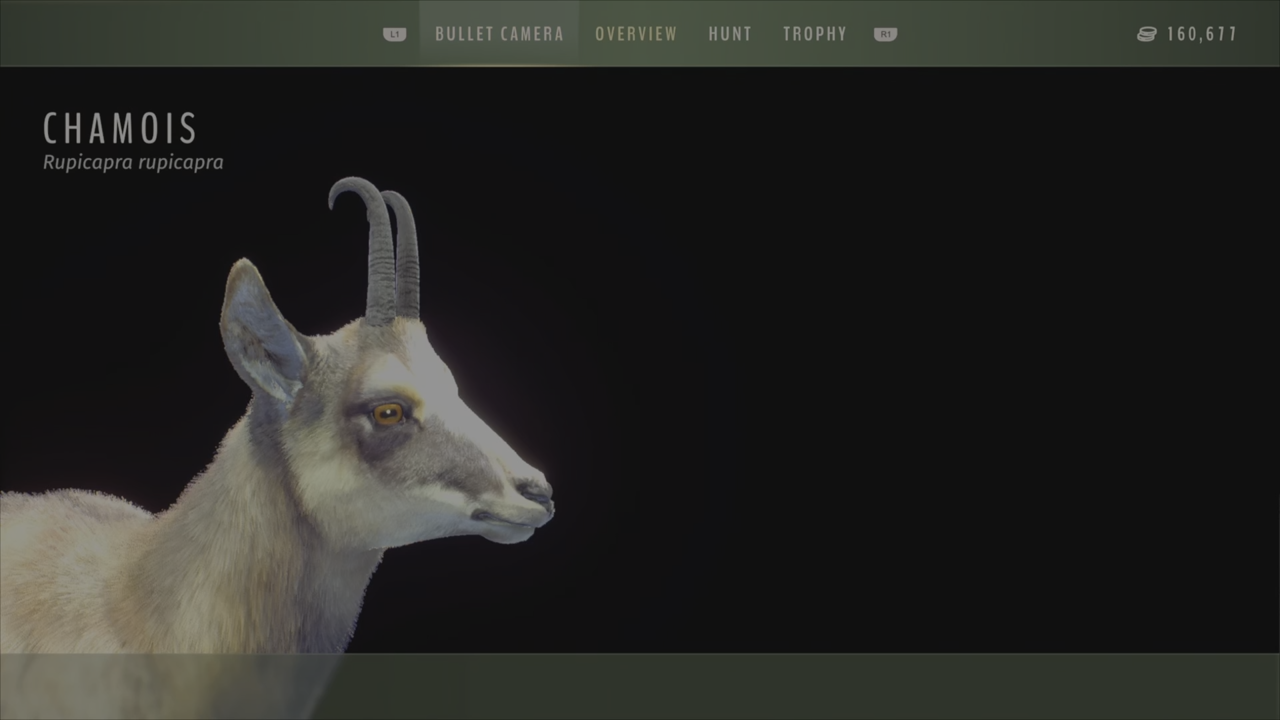 L1 BULLET CAMERA OVERVIEW HUNT TROPHY R1 160,677
CHAMOIS
Rupicapra rupicapra